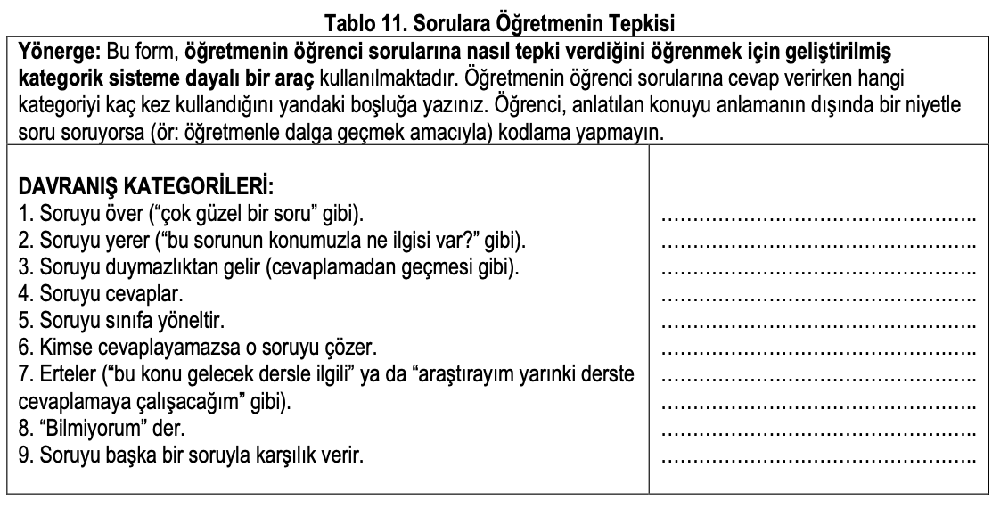 Tablo 11. Sorulara Öğretmenin Tepkisi
Yönerge: Bu form, öğretmenin öğrenci sorularına nasıl tepki verdiğini öğrenmek için geliştirilmiş
kategorik sisteme dayalı bir araç kullanılmaktadır. Öğretmenin öğrenci sorularına cevap verirken hangi
kategoriyi kaç kez kullandığını yandaki boşluğa yazınız. Öğrenci, anlatılan konuyu anlamanın dışında bir niyetle
soru soruyorsa (ör: öğretmenle dalga geçmek amacıyla) kodlama yapmayın.
DAVRANIŞ KATEGORİLERİ:
1. Soruyu över (“çok güzel bir soru” gibi). …………………………………………..
2. Soruyu yerer (“bu sorunun konumuzla ne ilgisi var?” gibi). …………………………………………..
3. Soruyu duymazlıktan gelir (cevaplamadan geçmesi gibi). …………………………………………..
4. Soruyu cevaplar. …………………………………………..
5. Soruyu sınıfa yöneltir. …………………………………………..
6. Kimse cevaplayamazsa o soruyu çözer. …………………………………………..
7. Erteler (“bu konu gelecek dersle ilgili” ya da “araştırayım yarınki derste …………………………………………..
cevaplamaya çalışacağım” gibi). …………………………………………..
8. “Bilmiyorum” der. …………………………………………..
9. Soruyu başka bir soruyla karşılık verir. …………………………………………..